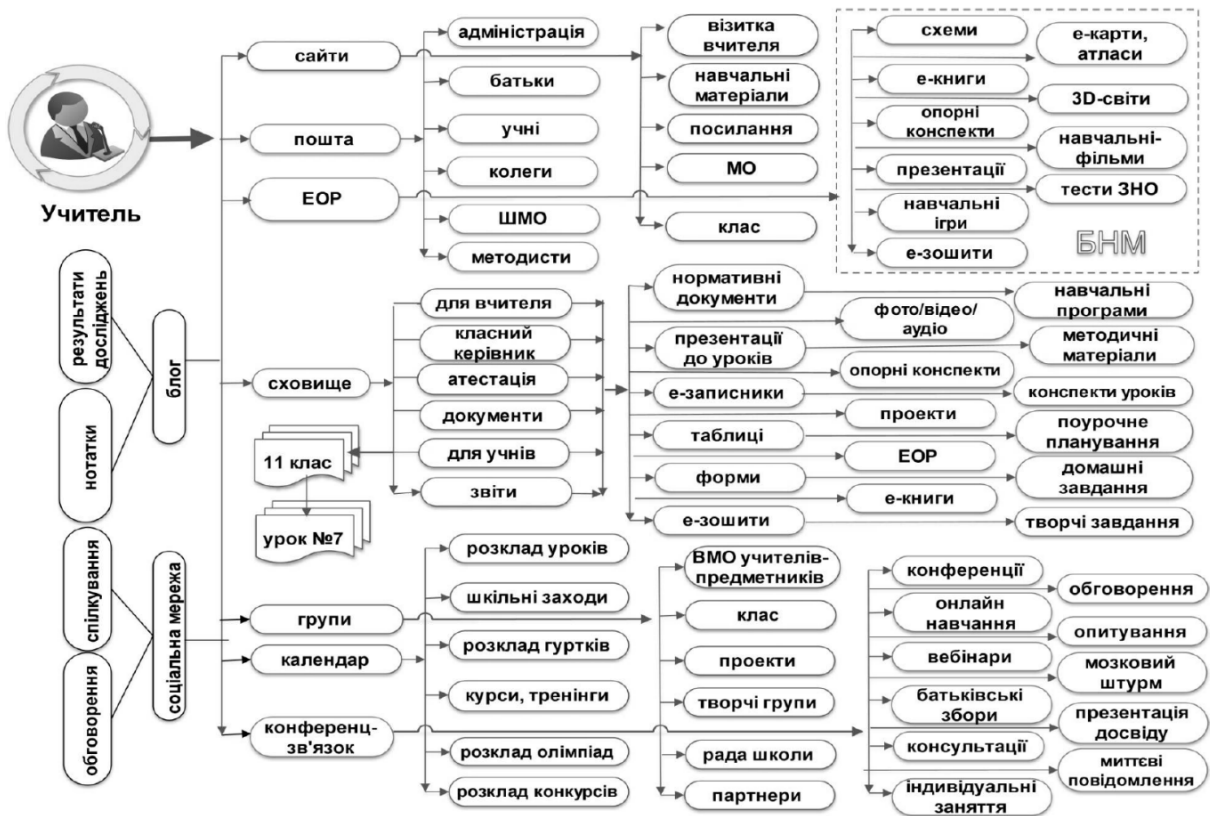 Учитель
сайти
пошта
ЕОР
адміністрація
батьки
учні
колеги
ШМО
методисти
візитка
вчителя
навчальні
матеріали
посилання
МО
клас
схеми
е-книги
опорні
конспекти
презентації
навчальні
ігри
е-зошити
е-карти,
атласи
3D-світи
навчальні-
фільми
тести ЗНО
БНМ
результати
досліджень
нотатки
блог
спілкування
обговорення
соціальна мережа
сховище
11 клас
урок №7
для вчителя
класний
керівник
атестація
документи
для учнів
звіти
нормативні
документи
презентації
до уроків
е-записники
таблиці
форми
е-зошити
фото/відео/
аудіо
опорні конспекти
проекти
ЕОР
е-книги
навчальні
програми
методичні
матеріали
конспекти уроків
поурочне
планування
домашні
завдання
творчі завдання
групи
календар
конференц-
зв'язок
розклад уроків
шкільні заходи
розклад гуртків
курси, тренінги
розклад олімпіад
розклад конкурсів
ВМО учителів-
предметників
клас
проекти
творчі групи
рада школи
партнери
конференції
онлайн
навчання
вебінари
батьківські
збори
консультації
індивідуальні
заняття
обговорення
опитування
мозковий
штурм
презентація
досвіду
миттєві
повідомлення